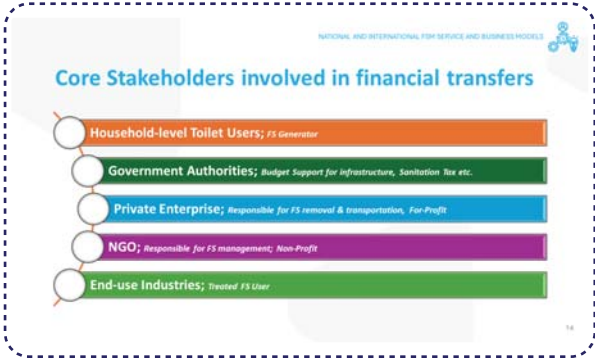 NATIONAL AND INTERNATIONAL FSM SERVICE AND BUSINESS MODELS
Core Stakeholders involved in financial transfers
Household-level Toilet Users; FS Generator
Government Authorities; Budget Support for infrastructure, Sanitation Tax etc.
Private Enterprise; Responsible for FS removal & transportation, For-Profit
NGO; Responsible for FS management; Non-Profit
End-use Industries; Treated FS User
14